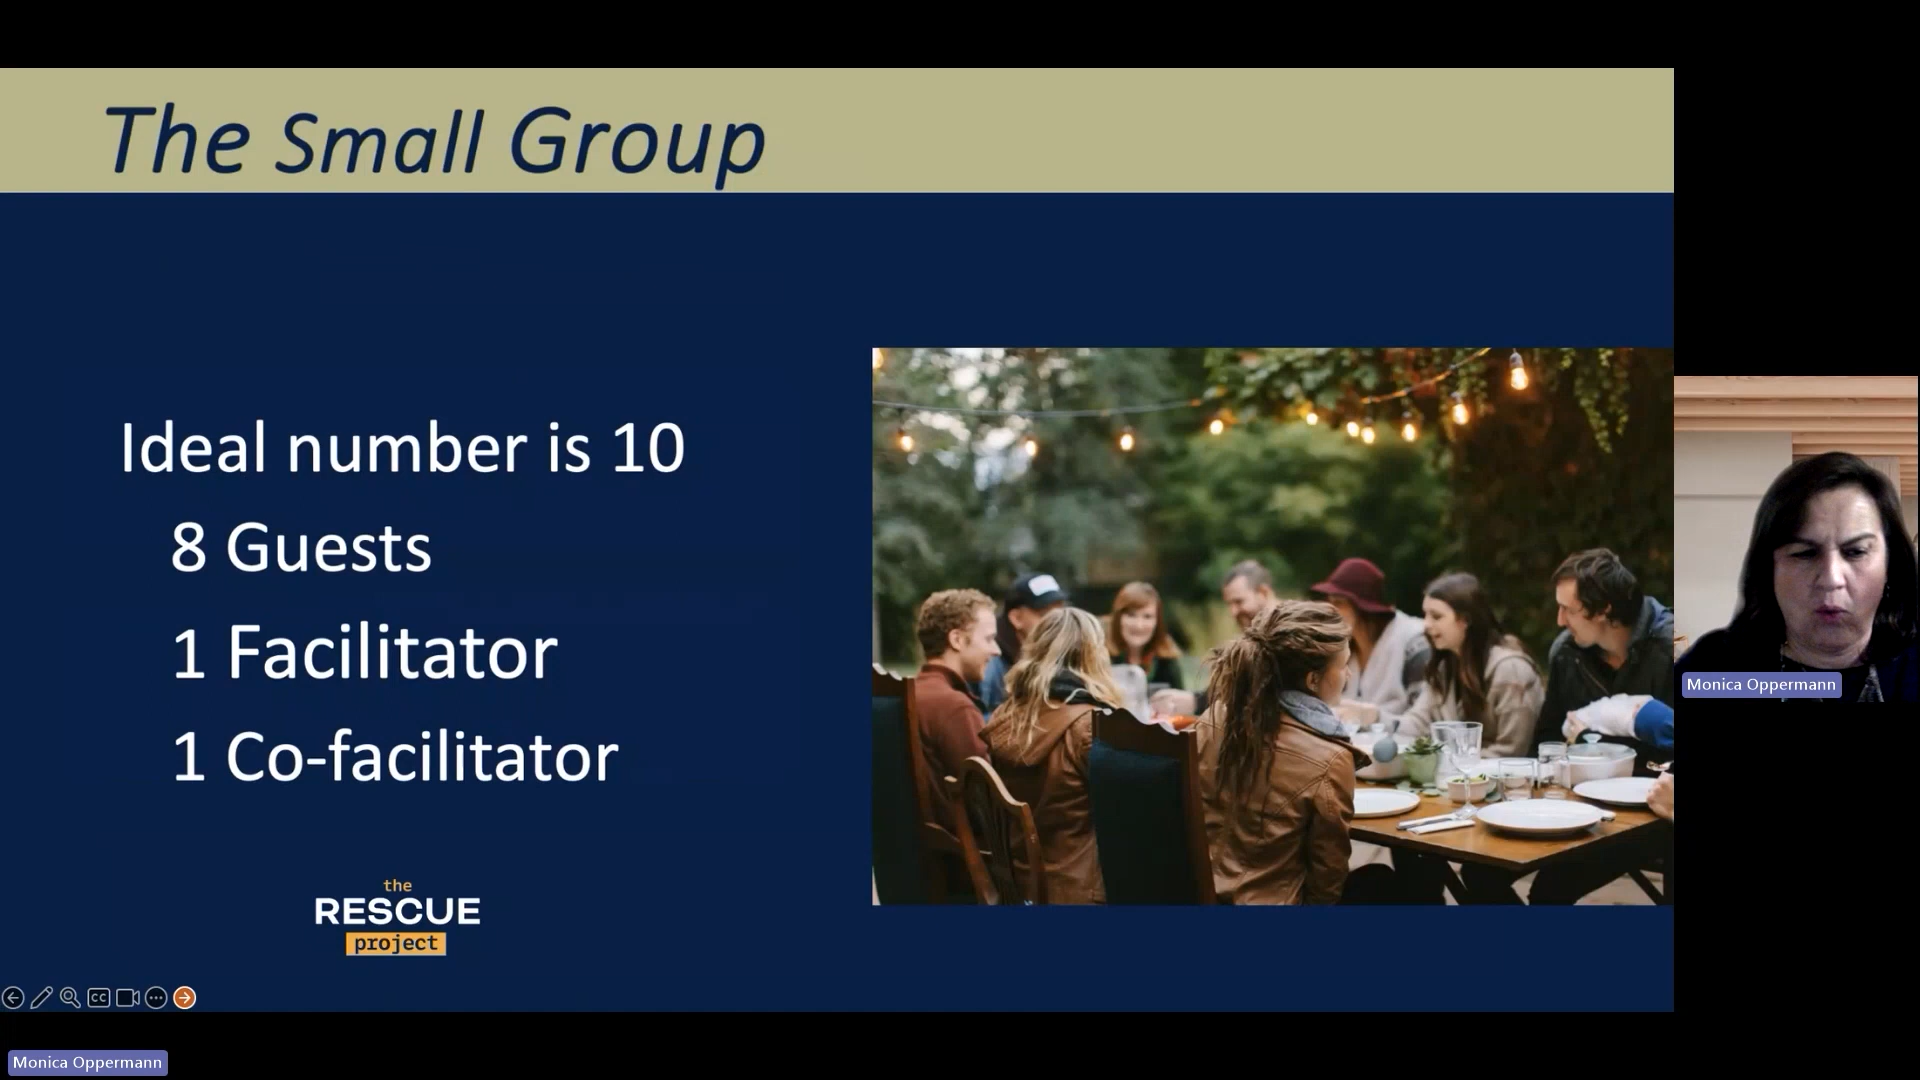 The Small Group
Ideal number is 10
8 Guests
1 Facilitator
1 Co-facilitator
the
RESCUE
project
CC
Monica Oppermann
Monica Oppermann